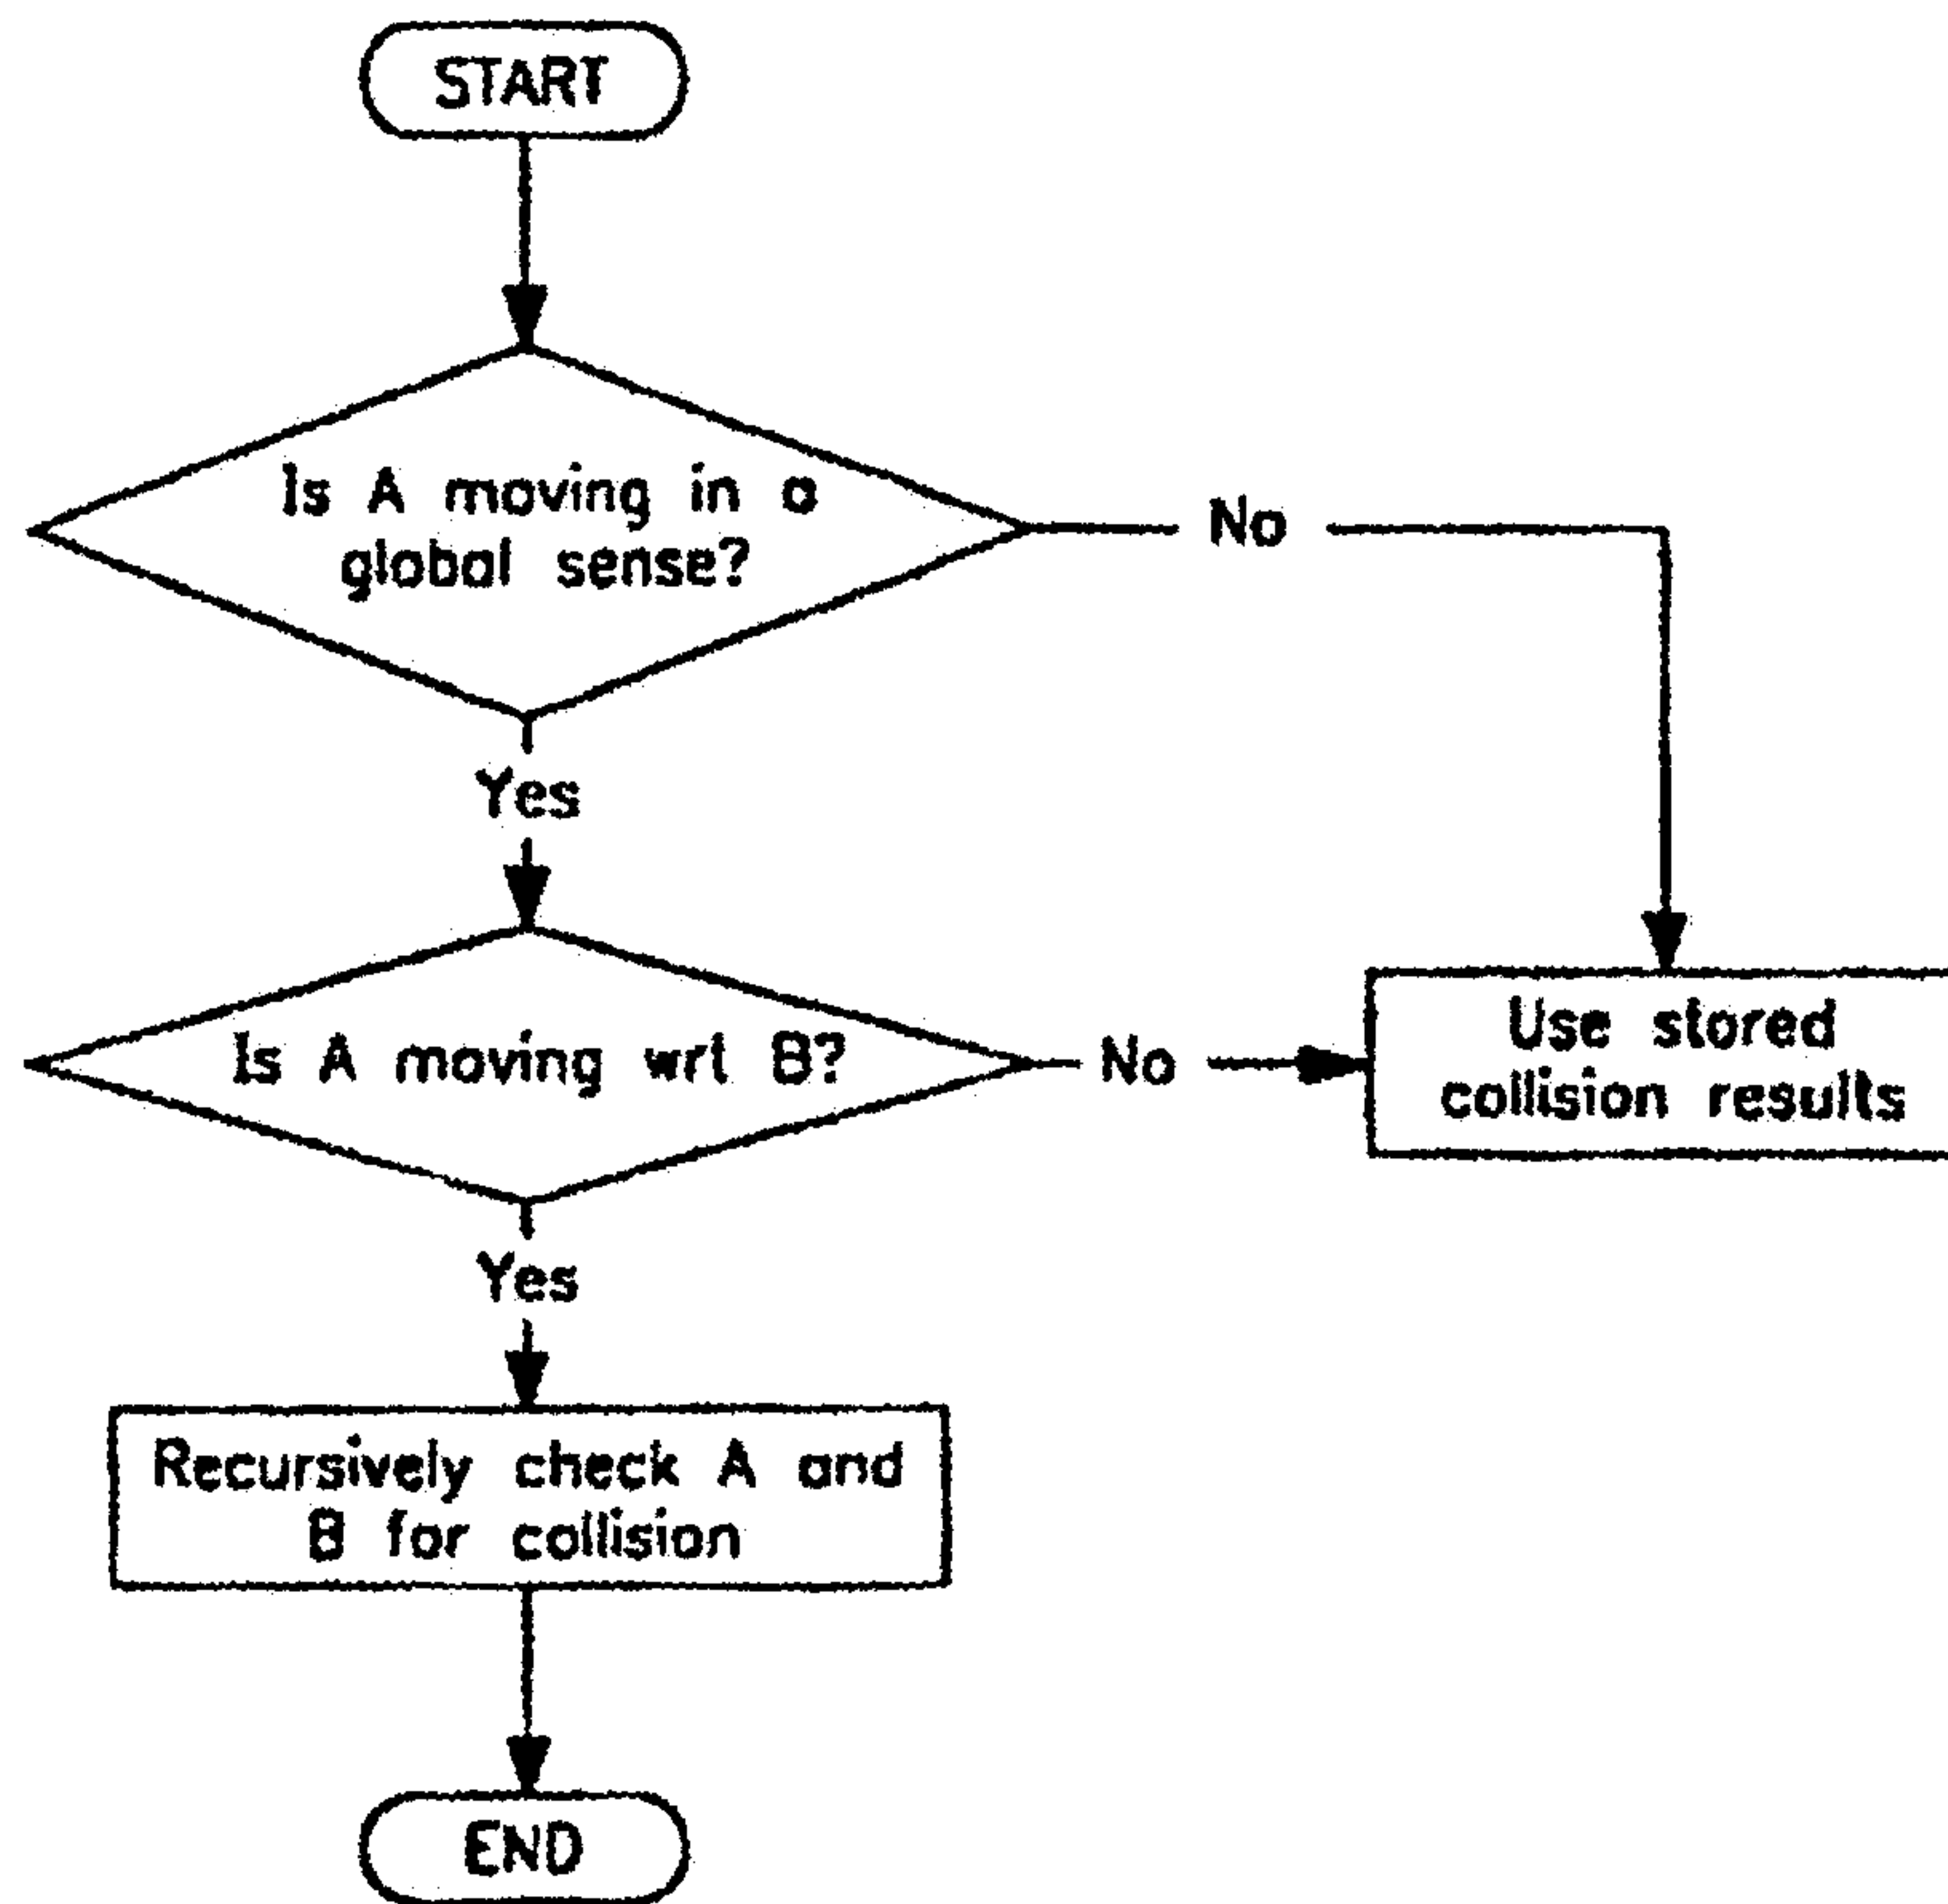 START
Is A moving in a
global sense?
No
Yes
Is A moving wrt B?
No
Use stored
collision results
Yes
Recursively check A and
B for collision
END